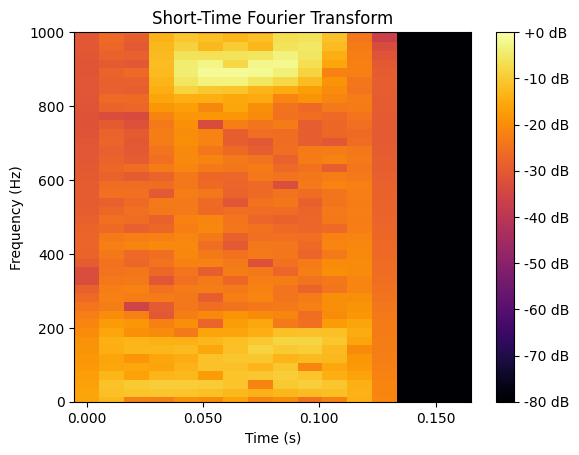 Short-Time Fourier Transform
Frequency (Hz)
1000
800
600
400
200
0
0.000
0.050
0.100
0.150
Time (s)
+0 dB
-10 dB
-20 dB
-30 dB
-40 dB
-50 dB
-60 dB
-70 dB
-80 dB